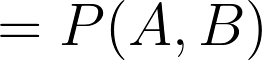 = P(A, B)